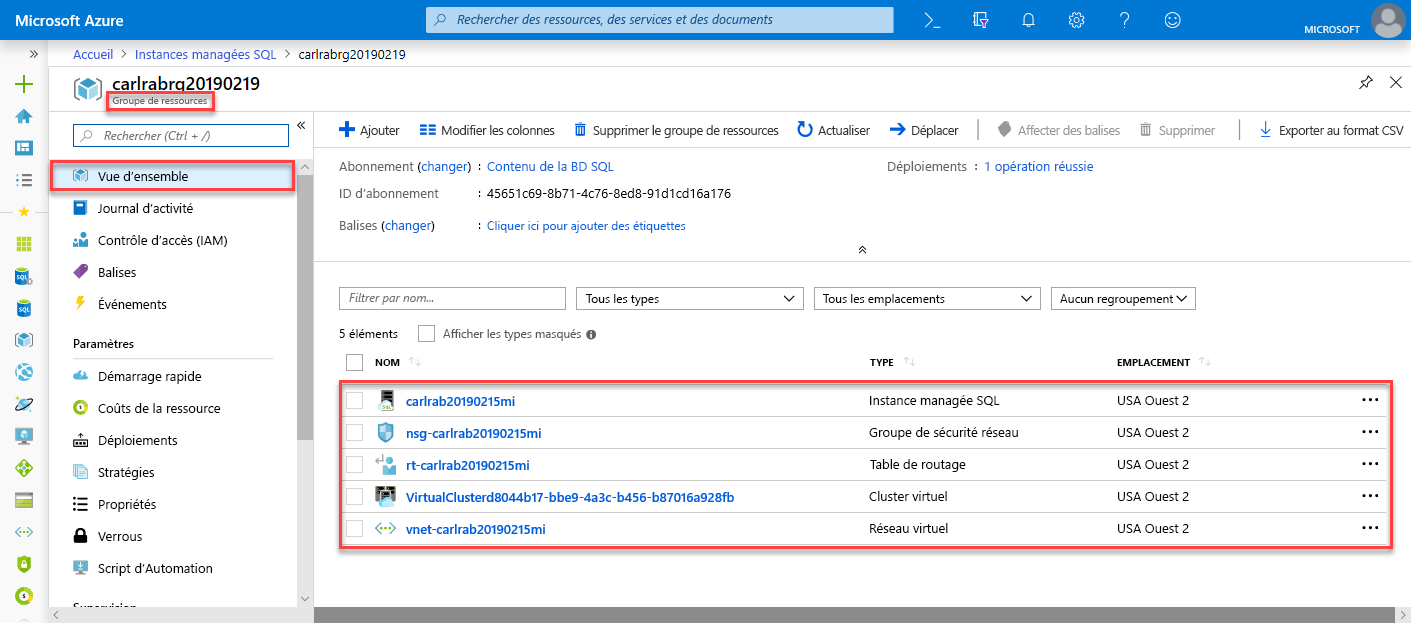 Microsoft Azure
Rechercher des ressources, des services et des documents
MICROSOFT
Accueil > Instances managées SQL > carlrabrg20190219
carlrabrg20190219
Groupe de ressources
Rechercher (Ctrl + /)
Vue d'ensemble
Journal d'activité
Contrôle d'accès (IAM)
Balises
Événements
Paramètres
Démarrage rapide
Coûts de la ressource
Déploiements
Stratégies
Propriétés
Verrous
Script d'Automation
Supervision
Ajouter
Modifier les colonnes
Supprimer le groupe de ressources
Actualiser
Déplacer
Affecter des balises
Supprimer
Exporter au format CSV
Abonnement (changer) : Contenu de la BD SQL
Déploiements : 1 opération réussie
ID d'abonnement : 45651c69-8b71-4c76-8ed8-91d1cd16a176
Balises (changer) : Cliquer ici pour ajouter des étiquettes
Filtrer par nom...
Tous les types
Tous les emplacements
Aucun regroupement
5 éléments
Afficher les types masqués
NOM TYPE EMPLACEMENT
carlrab20190215mi Instance managée SQL USA Ouest 2
nsg-carlrab20190215mi Groupe de sécurité réseau USA Ouest 2
rt-carlrab20190215mi Table de routage USA Ouest 2
VirtualClusterd8044b17-bbe9-4a3c-b456-b87016a928fb Cluster virtuel USA Ouest 2
vnet-carlrab20190215mi Réseau virtuel USA Ouest 2